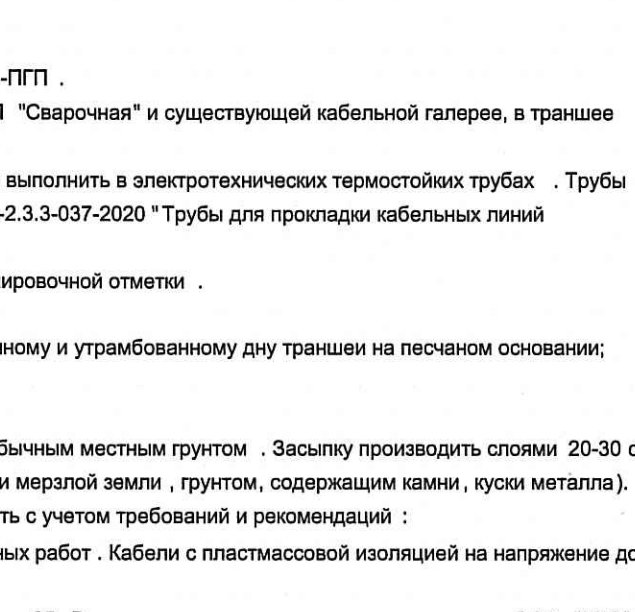 -ПГП .
"Сварочная" и существующей кабельной галерее, в траншее
выполнить в электротехнических термостойких трубах . Трубы
-2.3.3-037-2020 "Трубы для прокладки кабельных линий
ировочной отметки .
ному и утрамбованному дну траншеи на песчаном основании;
бычным местным грунтом . Засыпку производить слоями 20-30 с
и мерзлой земли , грунтом, содержащим камни, куски металла).
ть с учетом требований и рекомендаций :
ных работ . Кабели с пластмассовой изоляцией на напряжение до